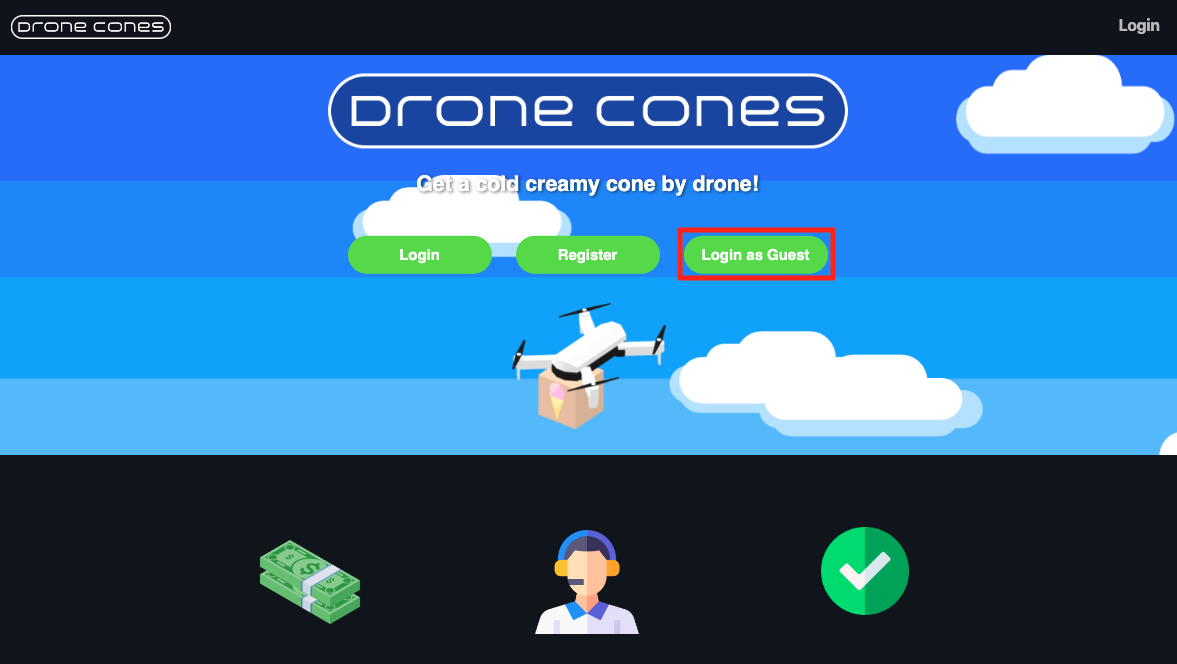 Drone Cones
Login
Drone Cones
Get a cold creamy cone by drone!
Login
Register
Login as Guest